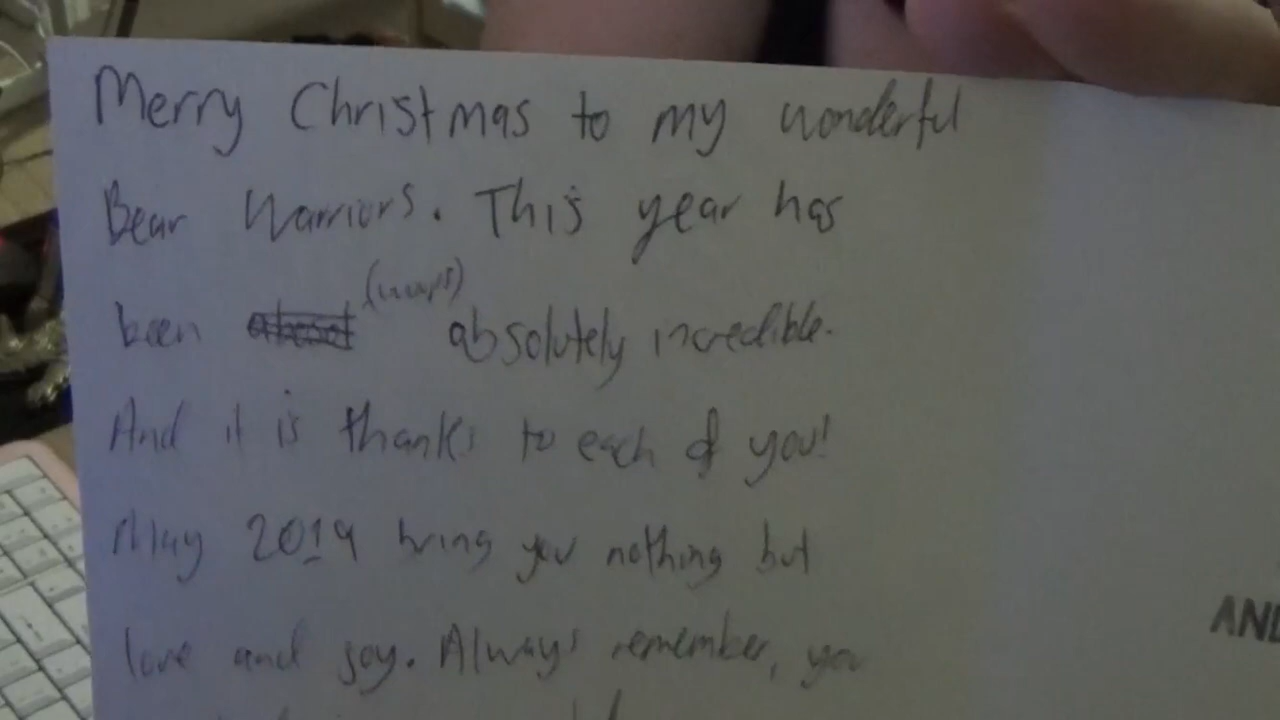 Merry Christmas to my wonderful
Bear Warriors. This year has
been (woops) absolutely incredible.
And it is thanks to each of you!
May 2019 bring you nothing but
love and joy. Always remember, you
AND